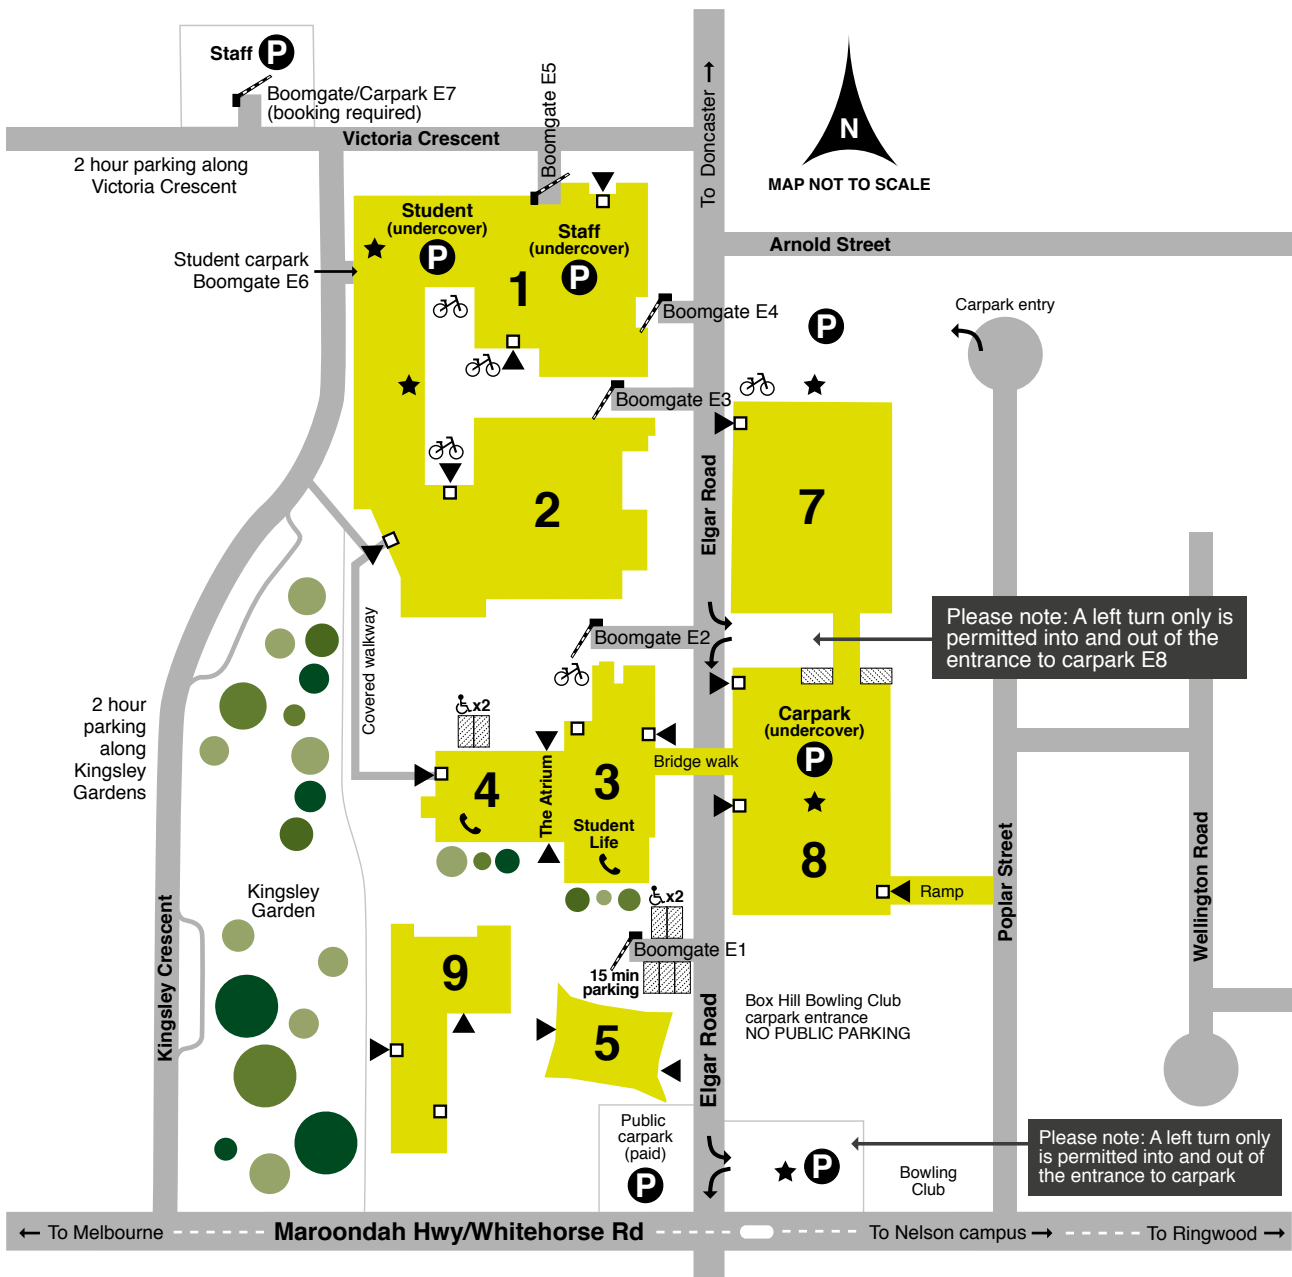 Staff P
Boomgate/Carpark E7
(booking required)
Victoria Crescent
2 hour parking along
Victoria Crescent
Boomgate E5
To Doncaster →
N
MAP NOT TO SCALE
Arnold Street
Student
(undercover)
P
Staff
(undercover)
P
1
Student carpark
Boomgate E6
Boomgate E4
P
Carpark entry
Boomgate E3
Elgar Road
2
7
Covered walkway
Boomgate E2
Please note: A left turn only is
permitted into and out of the
entrance to carpark E8
2 hour
parking
along
Kingsley
Gardens
x2
4
The Atrium
3
Student
Life
Bridge walk
Carpark
(undercover)
P
8
Ramp
Poplar Street
Wellington Road
Kingsley
Garden
Kingsley Crescent
x2
Boomgate E1
15 min
parking
9
5
Elgar Road
Box Hill Bowling Club
carpark entrance
NO PUBLIC PARKING
Public
carpark
(paid)
P
P
Bowling
Club
Please note: A left turn only
is permitted into and out of
the entrance to carpark
← To Melbourne
Maroondah Hwy/Whitehorse Rd
To Nelson campus →
To Ringwood →